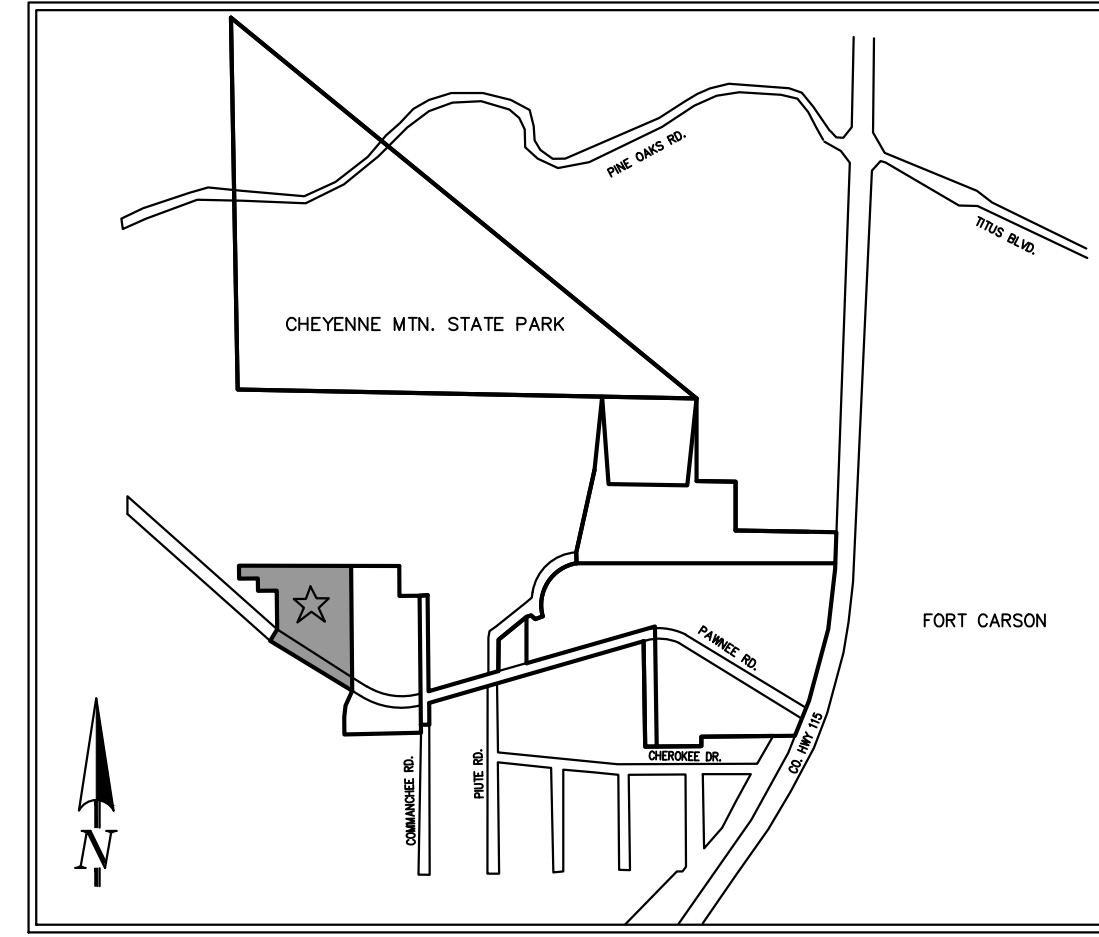 PINE OAKS RD.
TITUS BLVD.
CHEYENNE MTN. STATE PARK
FORT CARSON
PAWNEE RD.
CO. HWY 115
CHEROKEE DR.
PIUTE RD.
COMMANCHEE RD.
N